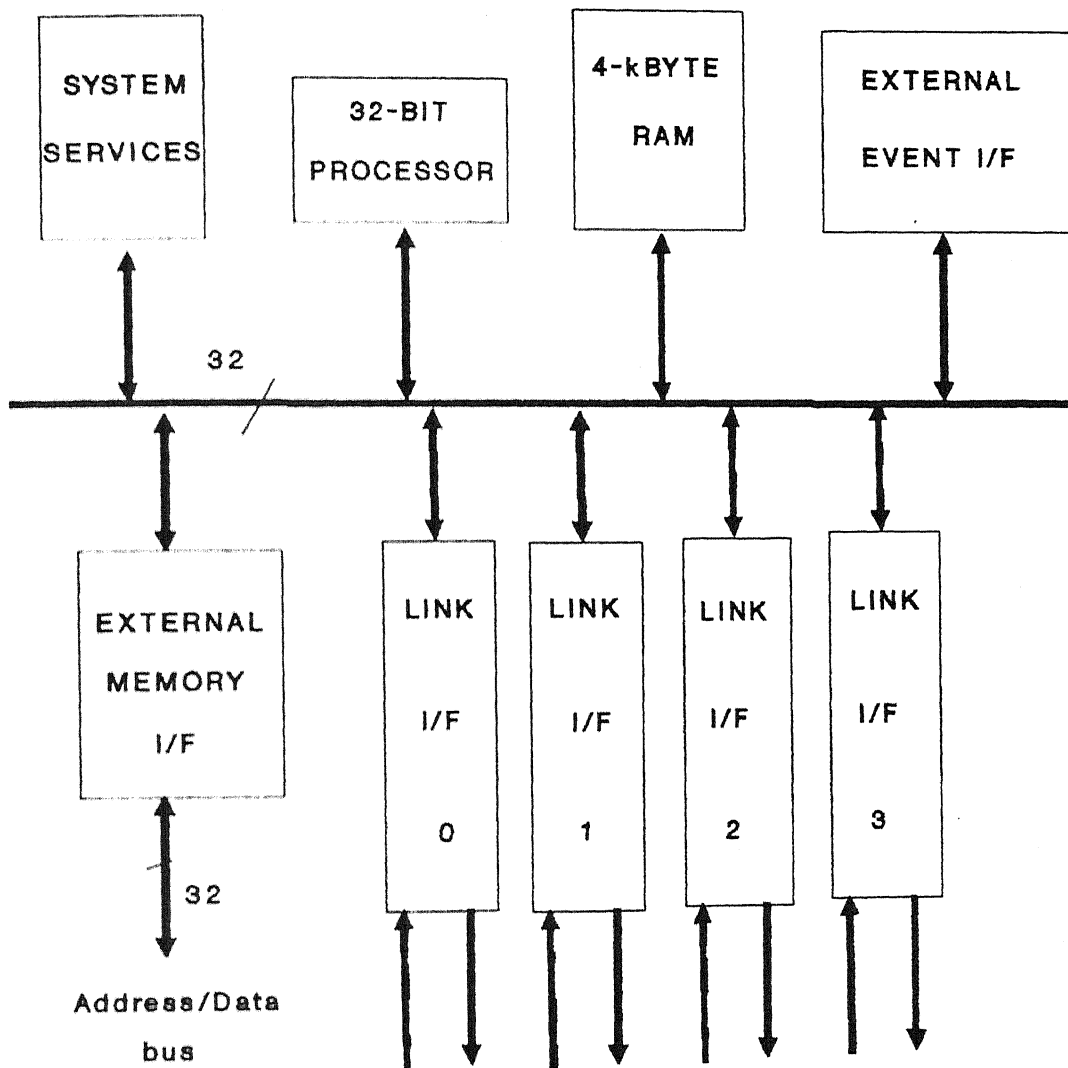 SYSTEM
SERVICES
32-BIT
PROCESSOR
4-kBYTE
RAM
EXTERNAL
EVENT I/F
32
EXTERNAL
MEMORY
I/F
LINK
I/F
0
LINK
I/F
1
LINK
I/F
2
LINK
I/F
3
32
Address/Data
bus